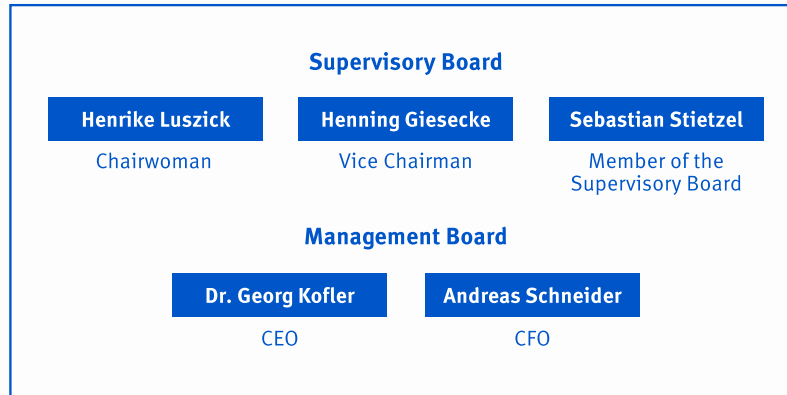 Supervisory Board
Henrike Luszick
Henning Giesecke
Sebastian Stietzel
Chairwoman
Vice Chairman
Member of the
Supervisory Board
Management Board
Dr. Georg Kofler
Andreas Schneider
CEO
CFO